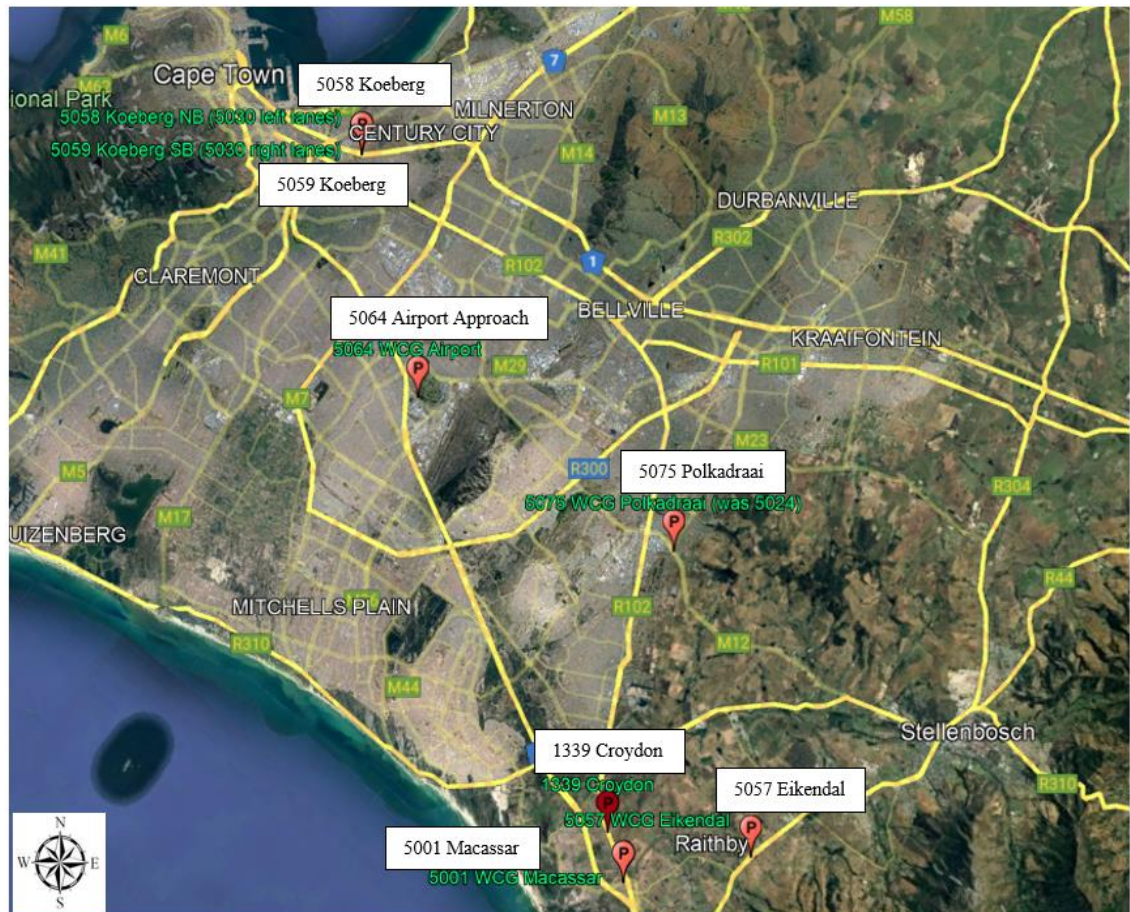 M6
Cape Town
M62
ional Park
7
M58
M13
5058 Koeberg
MILNERTON
5058 Koeberg NB (5030 left lanes)
CENTURY CITY
5059 Koeberg SB (5030 right lanes)
M14
5059 Koeberg
DURBANVILLE
M41
R302
CLAREMONT
R102
1
BELLVILLE
5064 Airport Approach
5064 WCG Airport
KRAAIFONTEIN
M29
R101
P
M7
M23
M5
R300
5075 Polkadraai
R304
5075 WCG Polkadraai (was 5024)
M17
P
UIZENBERG
R44
R102
MITCHELLS PLAIN
R310
M12
M44
Stellenbosch
1339 Croydon
1339 Croydon
5057 Eikendal
R310
P
5057 WCG Eikendal
P
Raithby
5001 Macassar
P
5001 WCG Macassar
N
W
E
S